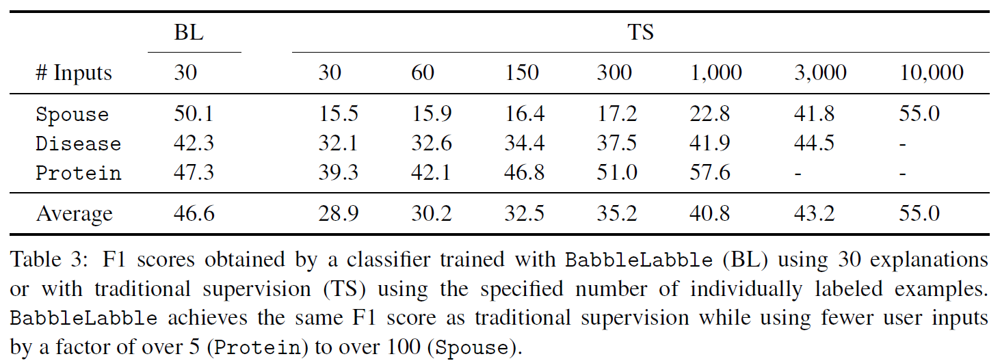 BL TS
# Inputs 30 30 60 150 300 1,000 3,000 10,000
Spouse 50.1 15.5 15.9 16.4 17.2 22.8 41.8 55.0
Disease 42.3 32.1 32.6 34.4 37.5 41.9 44.5 -
Protein 47.3 39.3 42.1 46.8 51.0 57.6 - -
Average 46.6 28.9 30.2 32.5 35.2 40.8 43.2 55.0
Table 3: F1 scores obtained by a classifier trained with BabbleLabble (BL) using 30 explanations
or with traditional supervision (TS) using the specified number of individually labeled examples.
BabbleLabble achieves the same F1 score as traditional supervision while using fewer user inputs
by a factor of over 5 (Protein) to over 100 (Spouse).